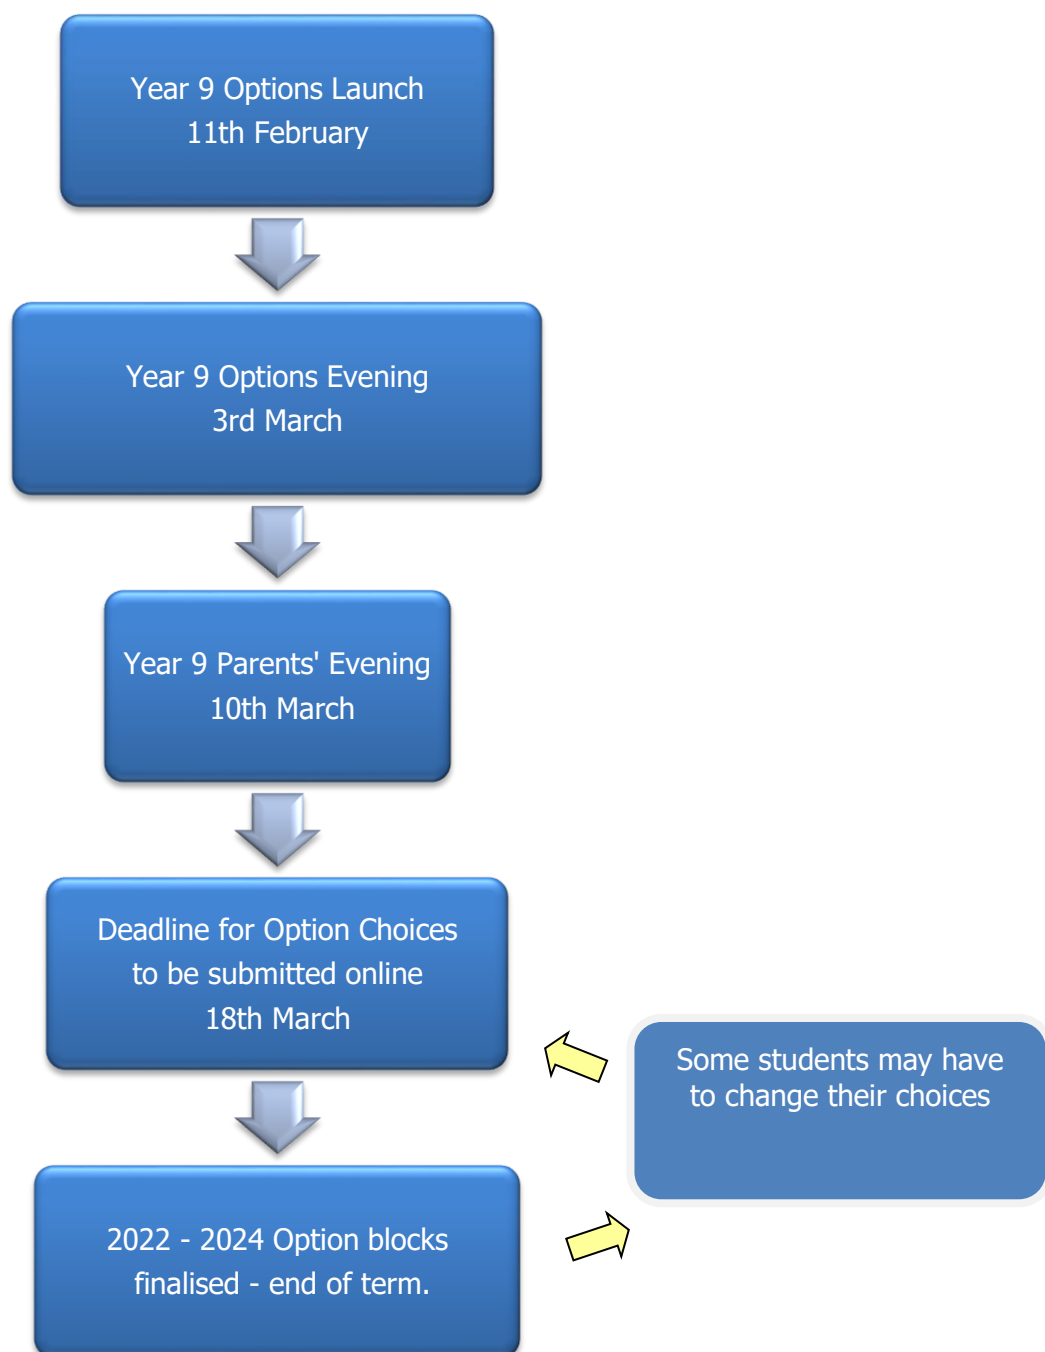 Year 9 Options Launch
11th February
Year 9 Options Evening
3rd March
Year 9 Parents' Evening
10th March
Deadline for Option Choices
to be submitted online
18th March
Some students may have
to change their choices
2022 - 2024 Option blocks
finalised - end of term.